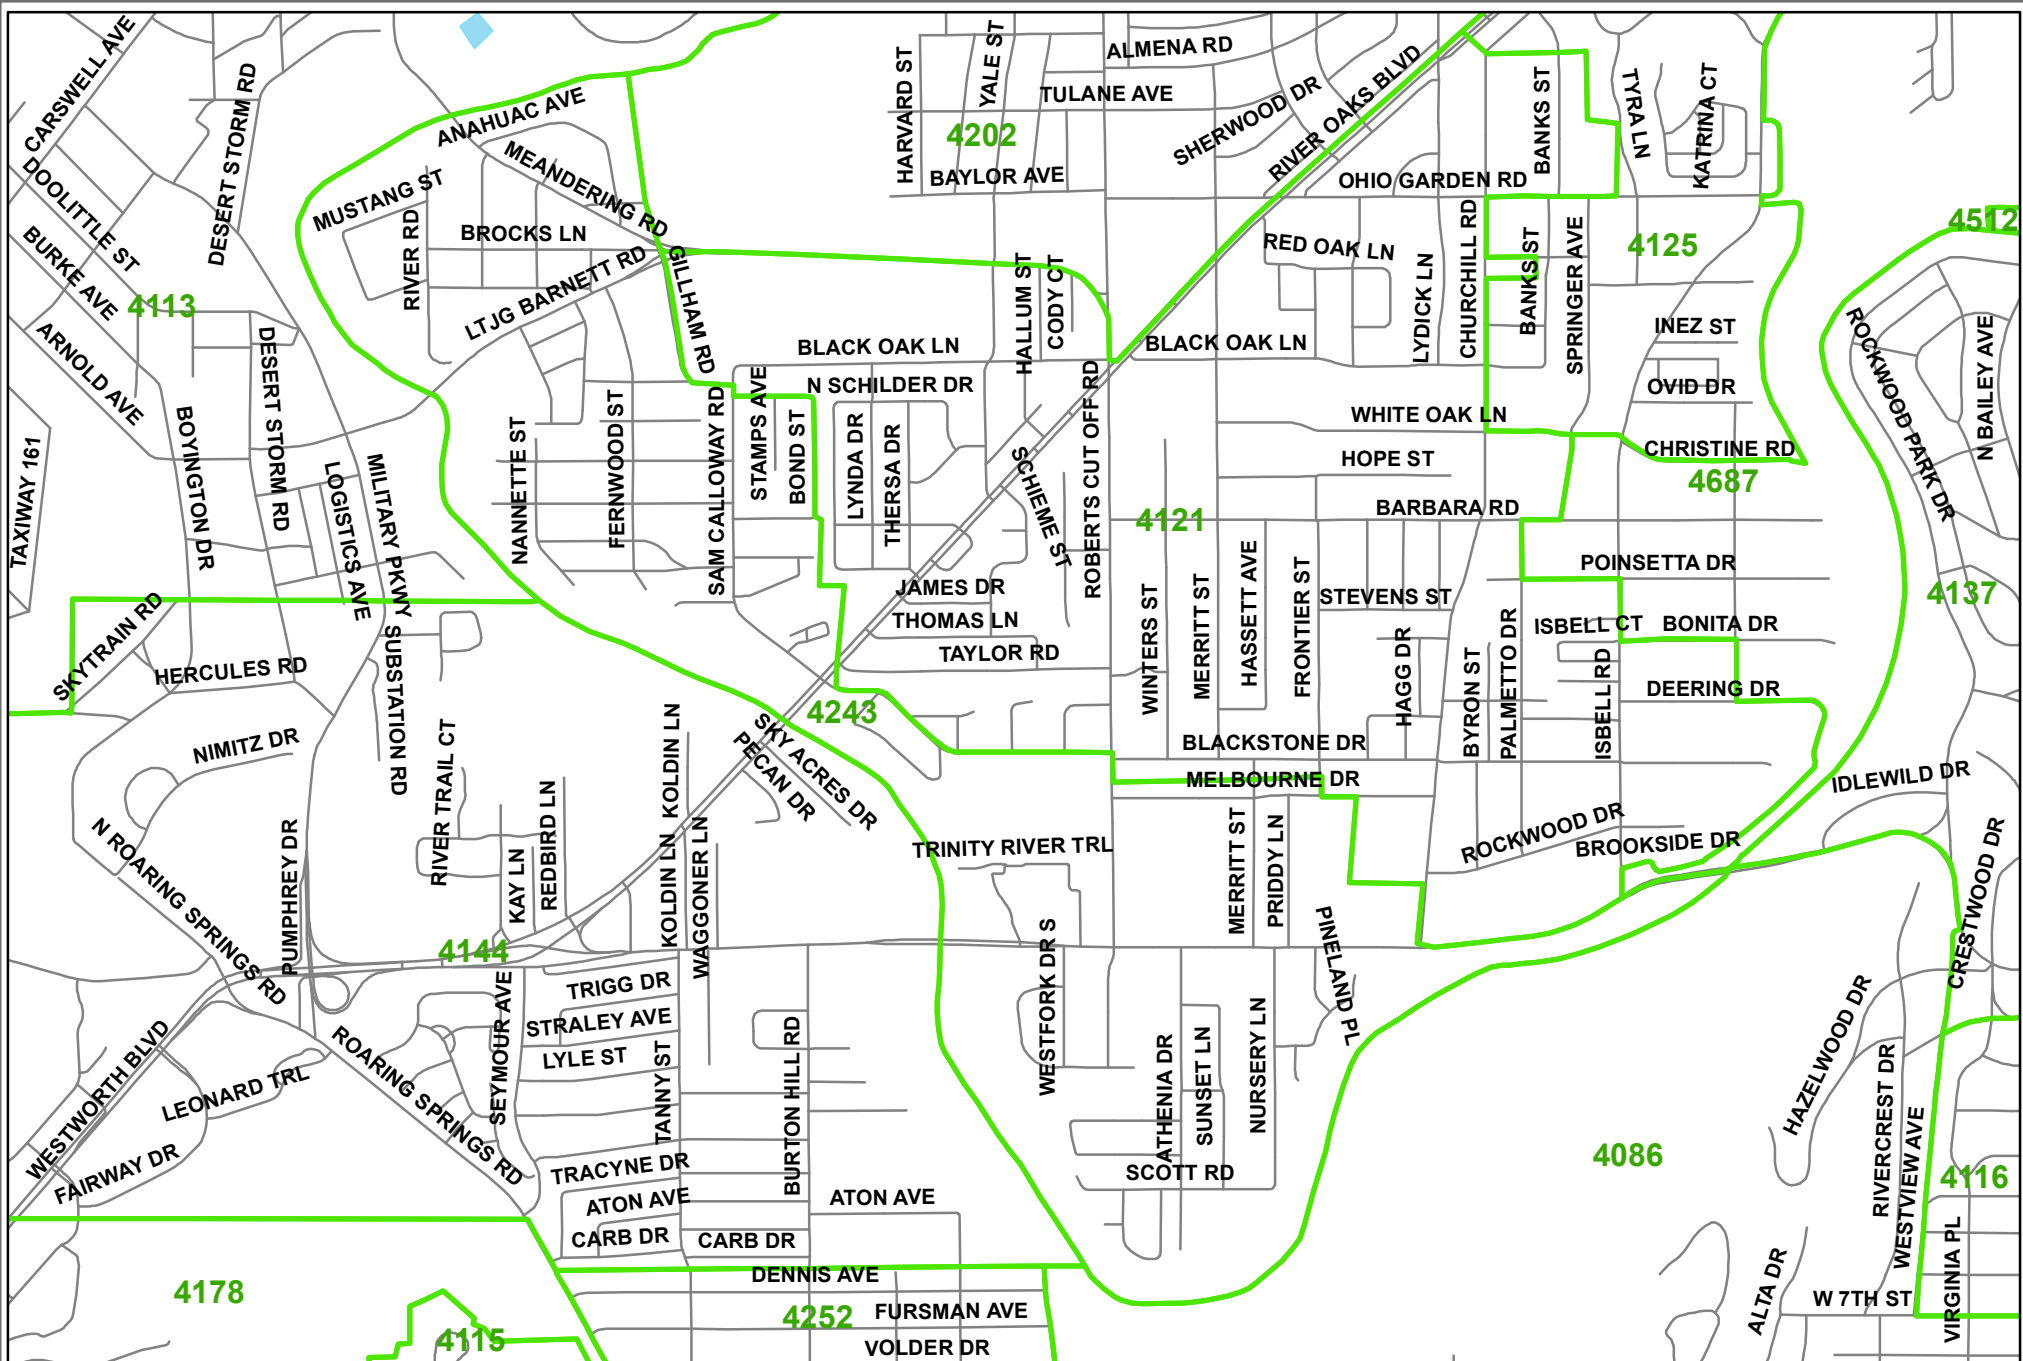 CARSWELL AVE
DESERT STORM RD
DOOLITTLE ST
BURKE AVE
ARNOLD AVE
4113
ANAHUAC AVE
MEANDERING RD
MUSTANG ST
RIVER RD
BROCKS LN
LTJG BARNETT RD
GILLHAM RD
HARVARD ST
YALE ST
ALMENA RD
TULANE AVE
4202
BAYLOR AVE
SHERWOOD DR
RIVER OAKS BLVD
BANKS ST
TYRA LN
KATRINA CT
OHIO GARDEN RD
RED OAK LN
LYDICK LN
CHURCHILL RD
BANKS ST
SPRINGER AVE
4125
4512
HALLUM ST
CODY CT
BLACK OAK LN
BLACK OAK LN
INEZ ST
OVID DR
ROCKWOOD PARK DR
N BAILEY AVE
TAXIWAY 161
BOYINGTON DR
DESERT STORM RD
LOGISTICS AVE
MILITARY PKWY
NANNETTE ST
FERNWOOD ST
SAM CALLOWAY RD
STAMPS AVE
BOND ST
N SCHILDER DR
LYNDA DR
THERSA DR
SCHIEME ST
ROBERTS CUT OFF RD
WHITE OAK LN
HOPE ST
BARBARA RD
CHRISTINE RD
4687
4121
POINSETTA DR
4137
JAMES DR
THOMAS LN
TAYLOR RD
WINTERS ST
MERRITT ST
HASSETT AVE
FRONTIER ST
STEVENS ST
HAGG DR
BYRON ST
PALMETTO DR
ISBELL CT
BONITA DR
ISBELL RD
DEERING DR
SKYTRAIN RD
HERCULES RD
SUBSTATION RD
NIMITZ DR
RIVER TRAIL CT
4243
SKY ACRES DR
PECAN DR
KOLDIN LN
KOLDIN LN
WAGGONER LN
BLACKSTONE DR
MELBOURNE DR
IDLEWILD DR
ROCKWOOD DR
BROOKSIDE DR
N ROARING SPRINGS RD
PUMPHREY DR
KAY LN
REDBIRD LN
4144
TRINITY RIVER TRL
MERRITT ST
PRIDDY LN
PINELAND PL
CRESTWOOD DR
TRIGG DR
STRALEY AVE
LYLE ST
SEYMOUR AVE
TANNY ST
BURTON HILL RD
WESTFORK DR S
ATHENIA DR
SUNSET LN
NURSERY LN
SCOTT RD
HAZELWOOD DR
RIVERCREST DR
WESTVIEW AVE
WESTWORTH BLVD
LEONARD TRL
ROARING SPRINGS RD
FAIRWAY DR
TRACYNE DR
ATON AVE
ATON AVE
CARB DR
CARB DR
4086
4116
DENNIS AVE
4178
4115
4252
FURSMAN AVE
VOLDER DR
ALTA DR
W 7TH ST
VIRGINIA PL